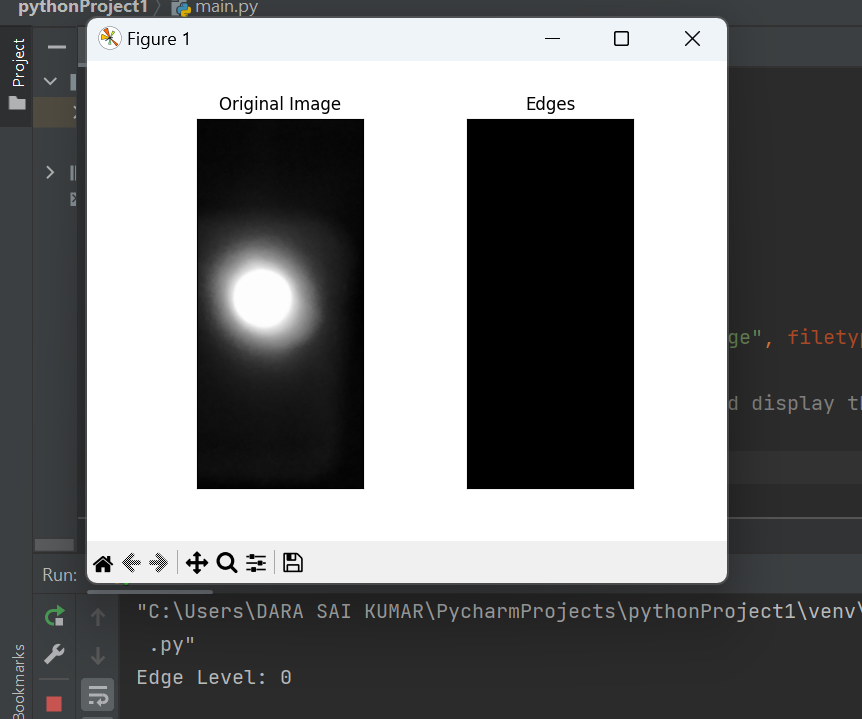 pythonProject1 〉 main.py
Project
Figure 1
Original Image
Edges
ge", filety
d display th
Run:
"C:\Users\DARA SAI KUMAR\PycharmProjects\pythonProject1\venv\
.py"
Edge Level: 0
Bookmarks